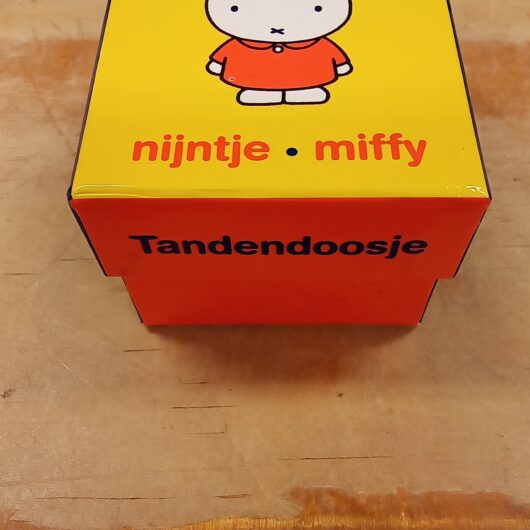 nijntje • miffy
Tandendoosje